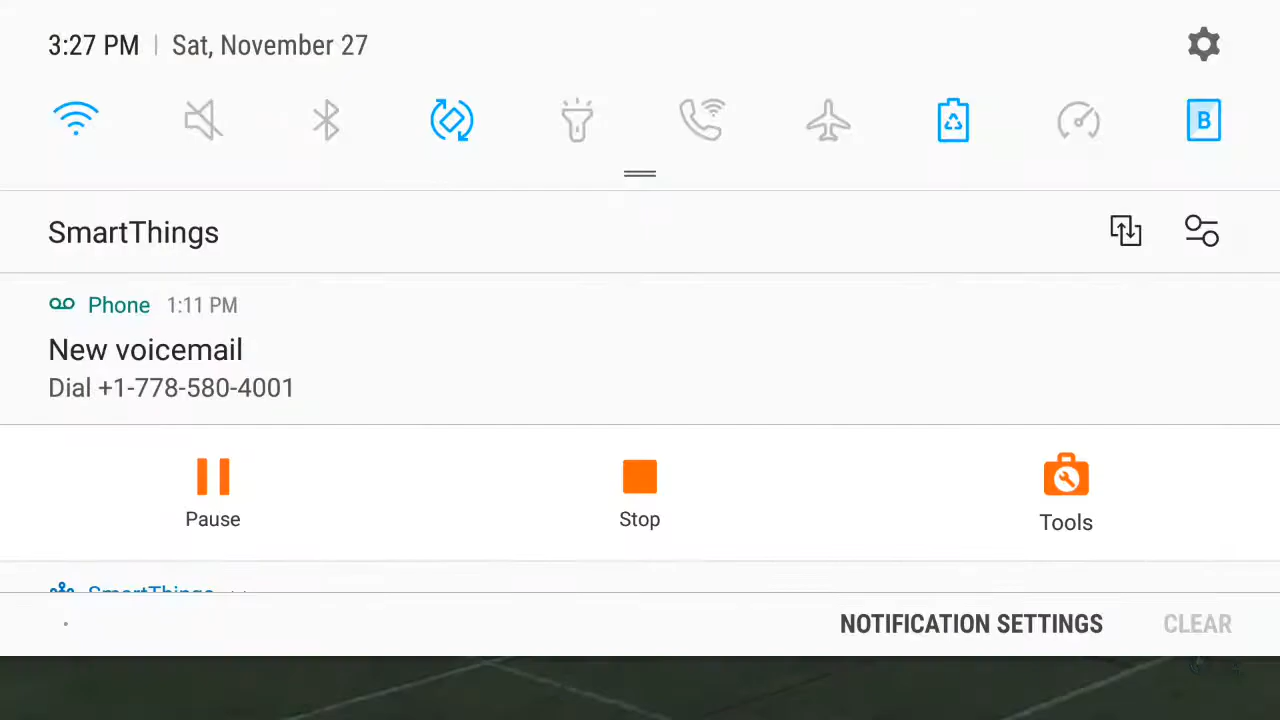 3:27 PM | Sat, November 27
B
SmartThings
Phone 1:11 PM
New voicemail
Dial +1-778-580-4001
Pause
Stop
Tools
SmartThings
NOTIFICATION SETTINGS
CLEAR